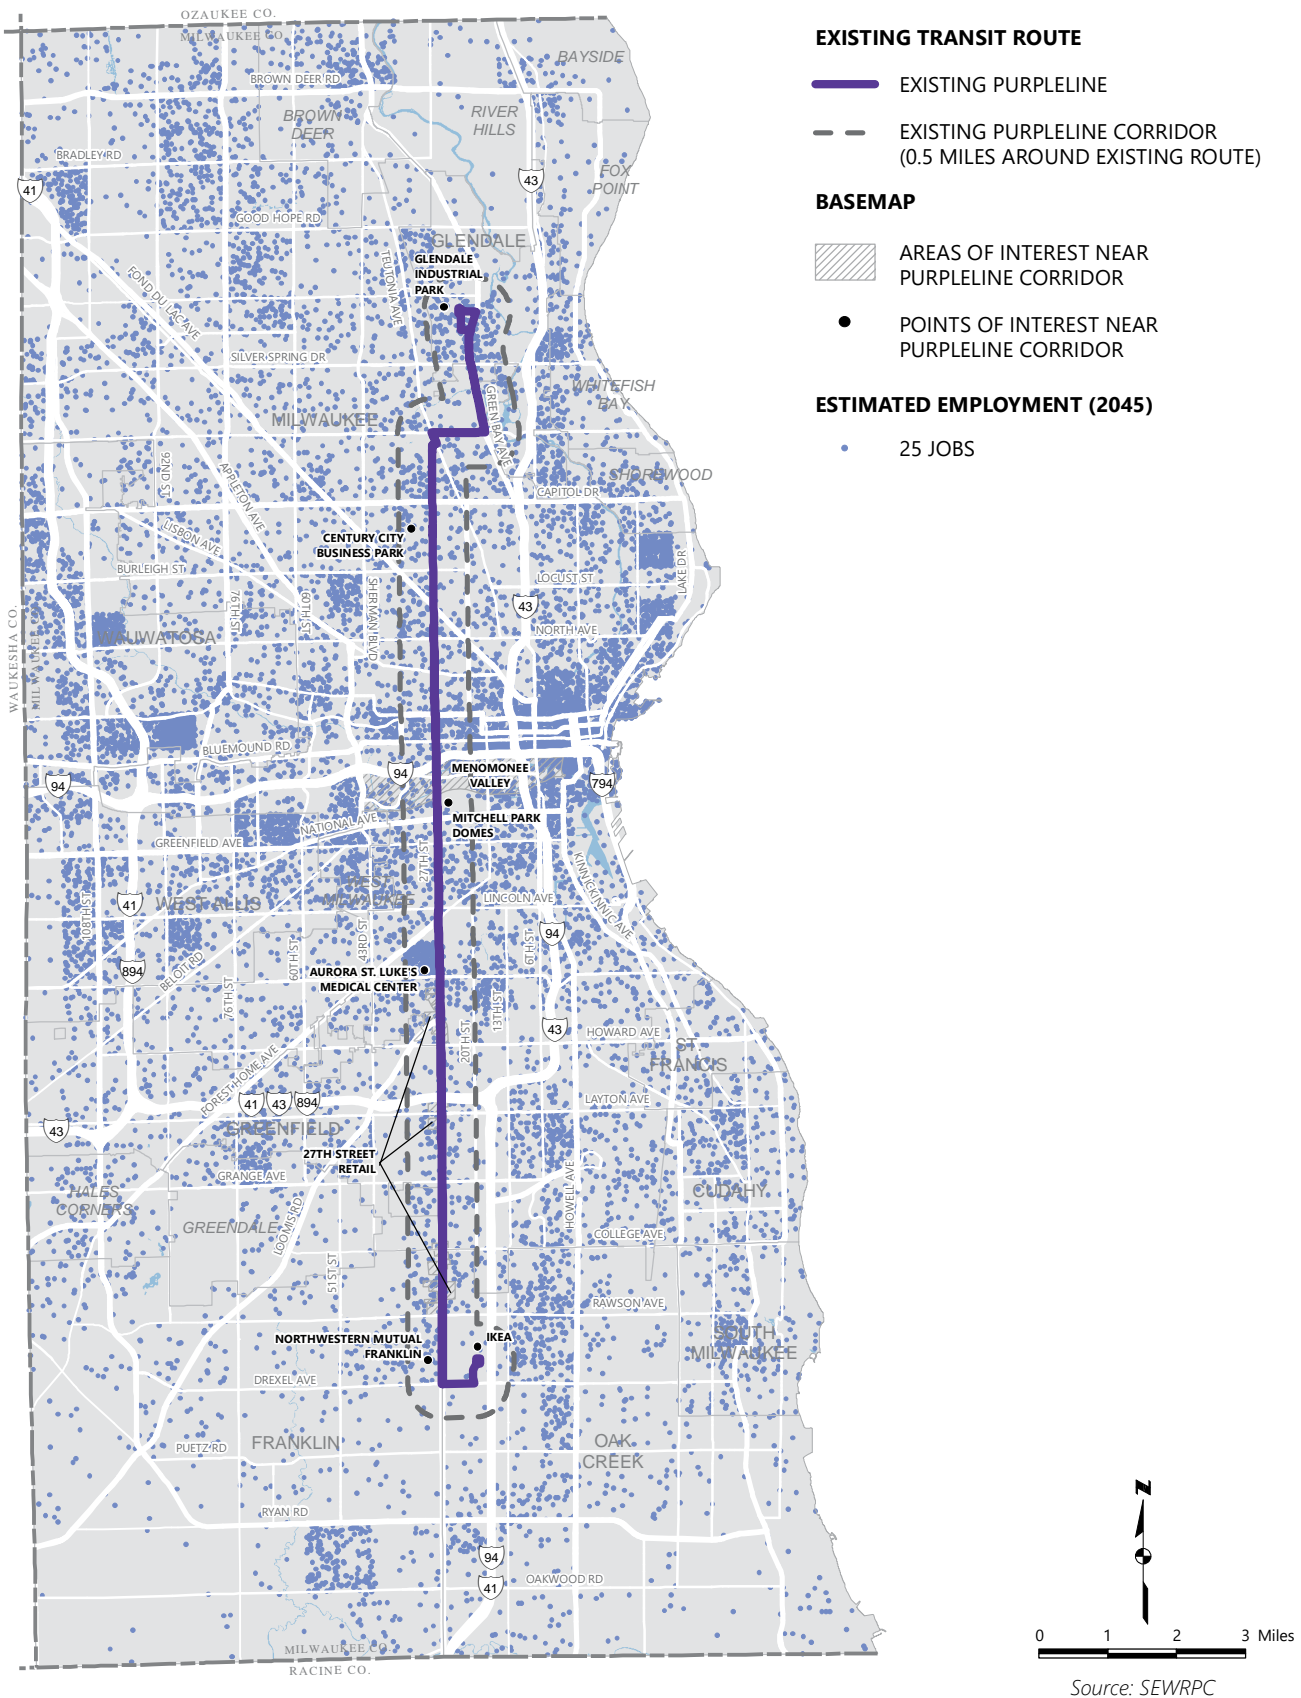 OZAUKEE CO.
MILWAUKEE CO.
EXISTING TRANSIT ROUTE
EXISTING PURPLELINE
EXISTING PURPLELINE CORRIDOR
(0.5 MILES AROUND EXISTING ROUTE)
BASEMAP
AREAS OF INTEREST NEAR
PURPLELINE CORRIDOR
POINTS OF INTEREST NEAR
PURPLELINE CORRIDOR
ESTIMATED EMPLOYMENT (2045)
25 JOBS
BAYSIDE
BROWN DEER RD
BROWN
DEER
RIVER
HILLS
BRADLEY RD
FOX
POINT
41
43
GOOD HOPE RD
GLENDALE
GLENDALE
INDUSTRIAL
PARK
TEUTONIA AVE
FOND DU LAC AVE
SILVER SPRING DR
WHITEFISH
BAY
GREEN BAY AVE
MILWAUKEE
92ND ST
APPLETON AVE
SHOREWOOD
CAPITOL DR
LISBON AVE
CENTURY CITY
BUSINESS PARK
BURLEIGH ST
LOCUST ST
LAKE DR
76TH ST
60TH ST
SHERMAN BLVD
43
NORTH AVE
WAUWATOSA
WAUKESHA CO.
MILWAUKEE CO.
BLUEMOUND RD
94
94
MENOMONEE
VALLEY
794
MITCHELL PARK
DOMES
NATIONAL AVE
GREENFIELD AVE
27TH ST
KINNICKINNIC AVE
WEST
MILWAUKEE
WEST ALLIS
LINCOLN AVE
41
108TH ST
43RD ST
60TH ST
94
6TH ST
894
BELOIT RD
AURORA ST. LUKE'S
MEDICAL CENTER
76TH ST
13TH ST
20TH ST
43
HOWARD AVE
ST.
FRANCIS
FOREST HOME AVE
41
43
894
LAYTON AVE
43
GREENFIELD
27TH STREET
RETAIL
GRANGE AVE
HALES
CORNERS
CUDAHY
HOWELL AVE
GREENDALE
LOOMIS RD
COLLEGE AVE
51ST ST
RAWSON AVE
NORTHWESTERN MUTUAL
FRANKLIN
IKEA
SOUTH
MILWAUKEE
DREXEL AVE
PUETZ RD
FRANKLIN
OAK
CREEK
RYAN RD
94
41
OAKWOOD RD
MILWAUKEE CO.
RACINE CO.
N
0 1 2 3 Miles
Source: SEWRPC